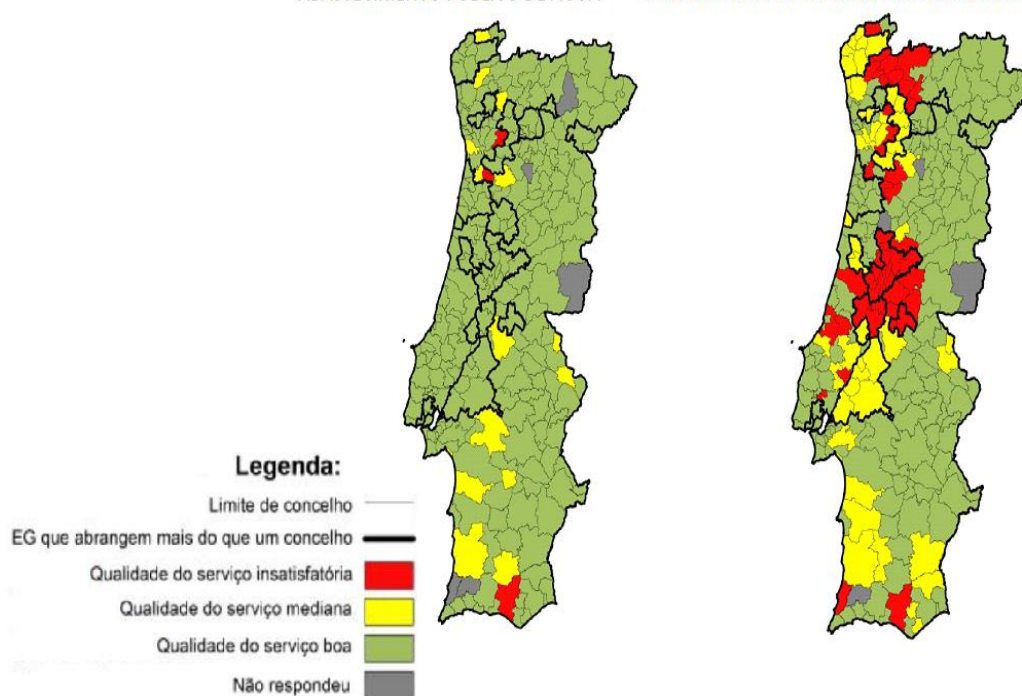 Legenda:
Limite de concelho
EG que abrangem mais do que um concelho
Qualidade do serviço insatisfatória
Qualidade do serviço mediana
Qualidade do serviço boa
Não respondeu